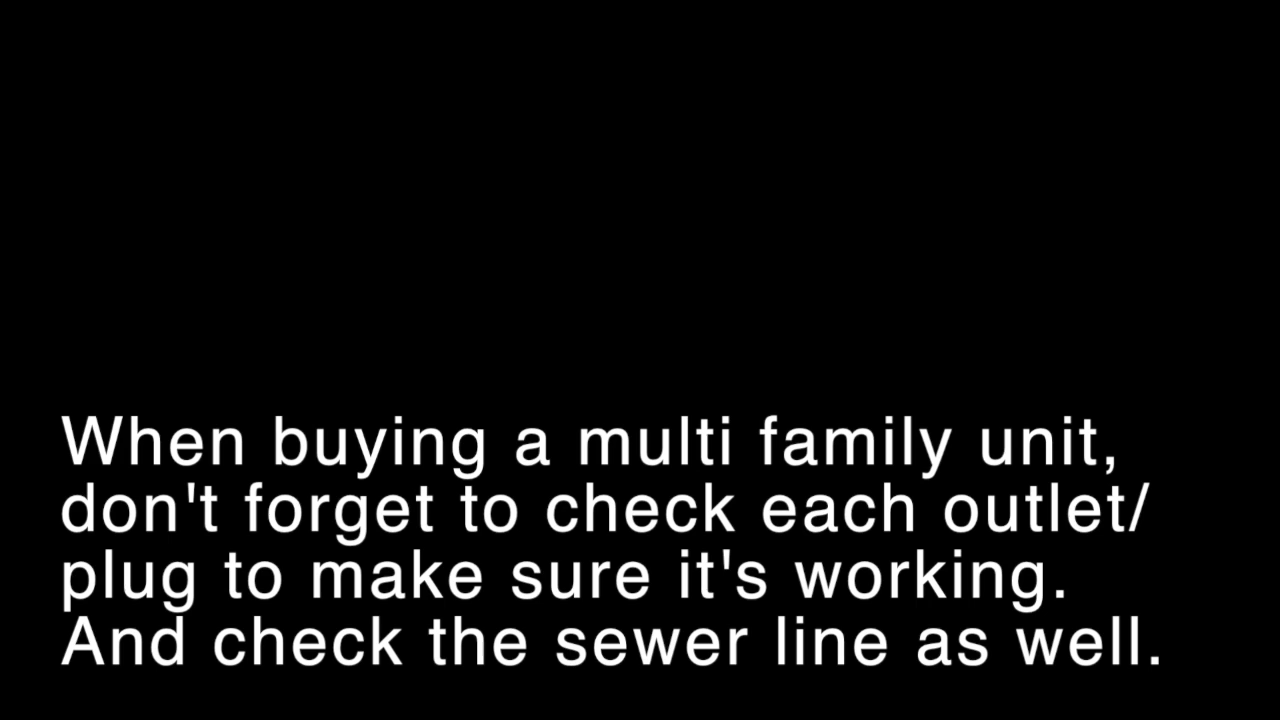 When buying a multi family unit,
don't forget to check each outlet/
plug to make sure it's working.
And check the sewer line as well.